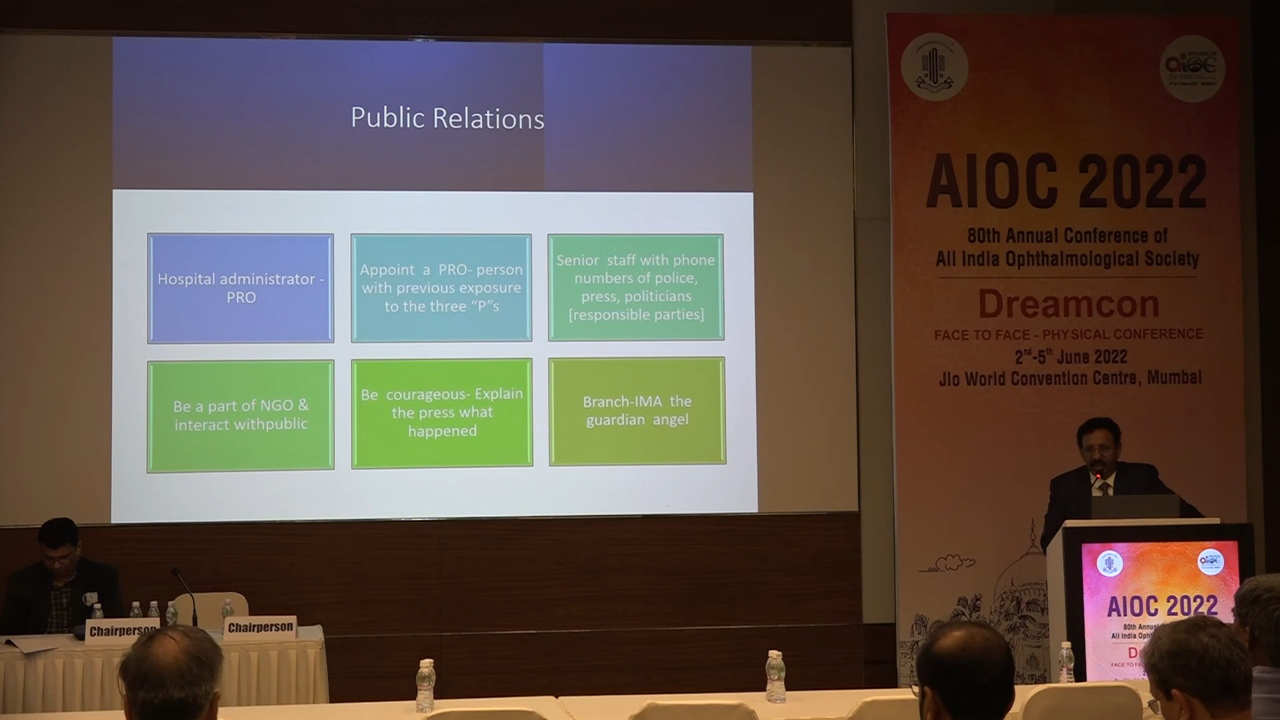 Public Relations
Hospital administrator -
PRO
Appoint a PRO- person
with previous exposure
to the three "P"s
Senior staff with phone
numbers of police,
press, politicians
[responsible parties]
Be a part of NGO &
interact withpublic
Be courageous- Explain
the press what
happened
Branch-IMA the
guardian angel
AIOC 2022
80th Annual Conference of
All India Ophthalmological Society
Dreamcon
FACE TO FACE - PHYSICAL CONFERENCE
2nd-5th June 2022
Jio World Convention Centre, Mumbai
Chairperson
Chairperson
AIOC 2022
80th
All India